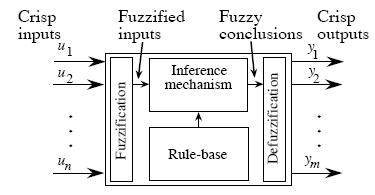 Crisp
inputs
Fuzzified
inputs
Fuzzy
conclusions
Crisp
outputs
u1
u2
un
Fuzzification
Inference
mechanism
Rule-base
Defuzzification
y1
y2
ym